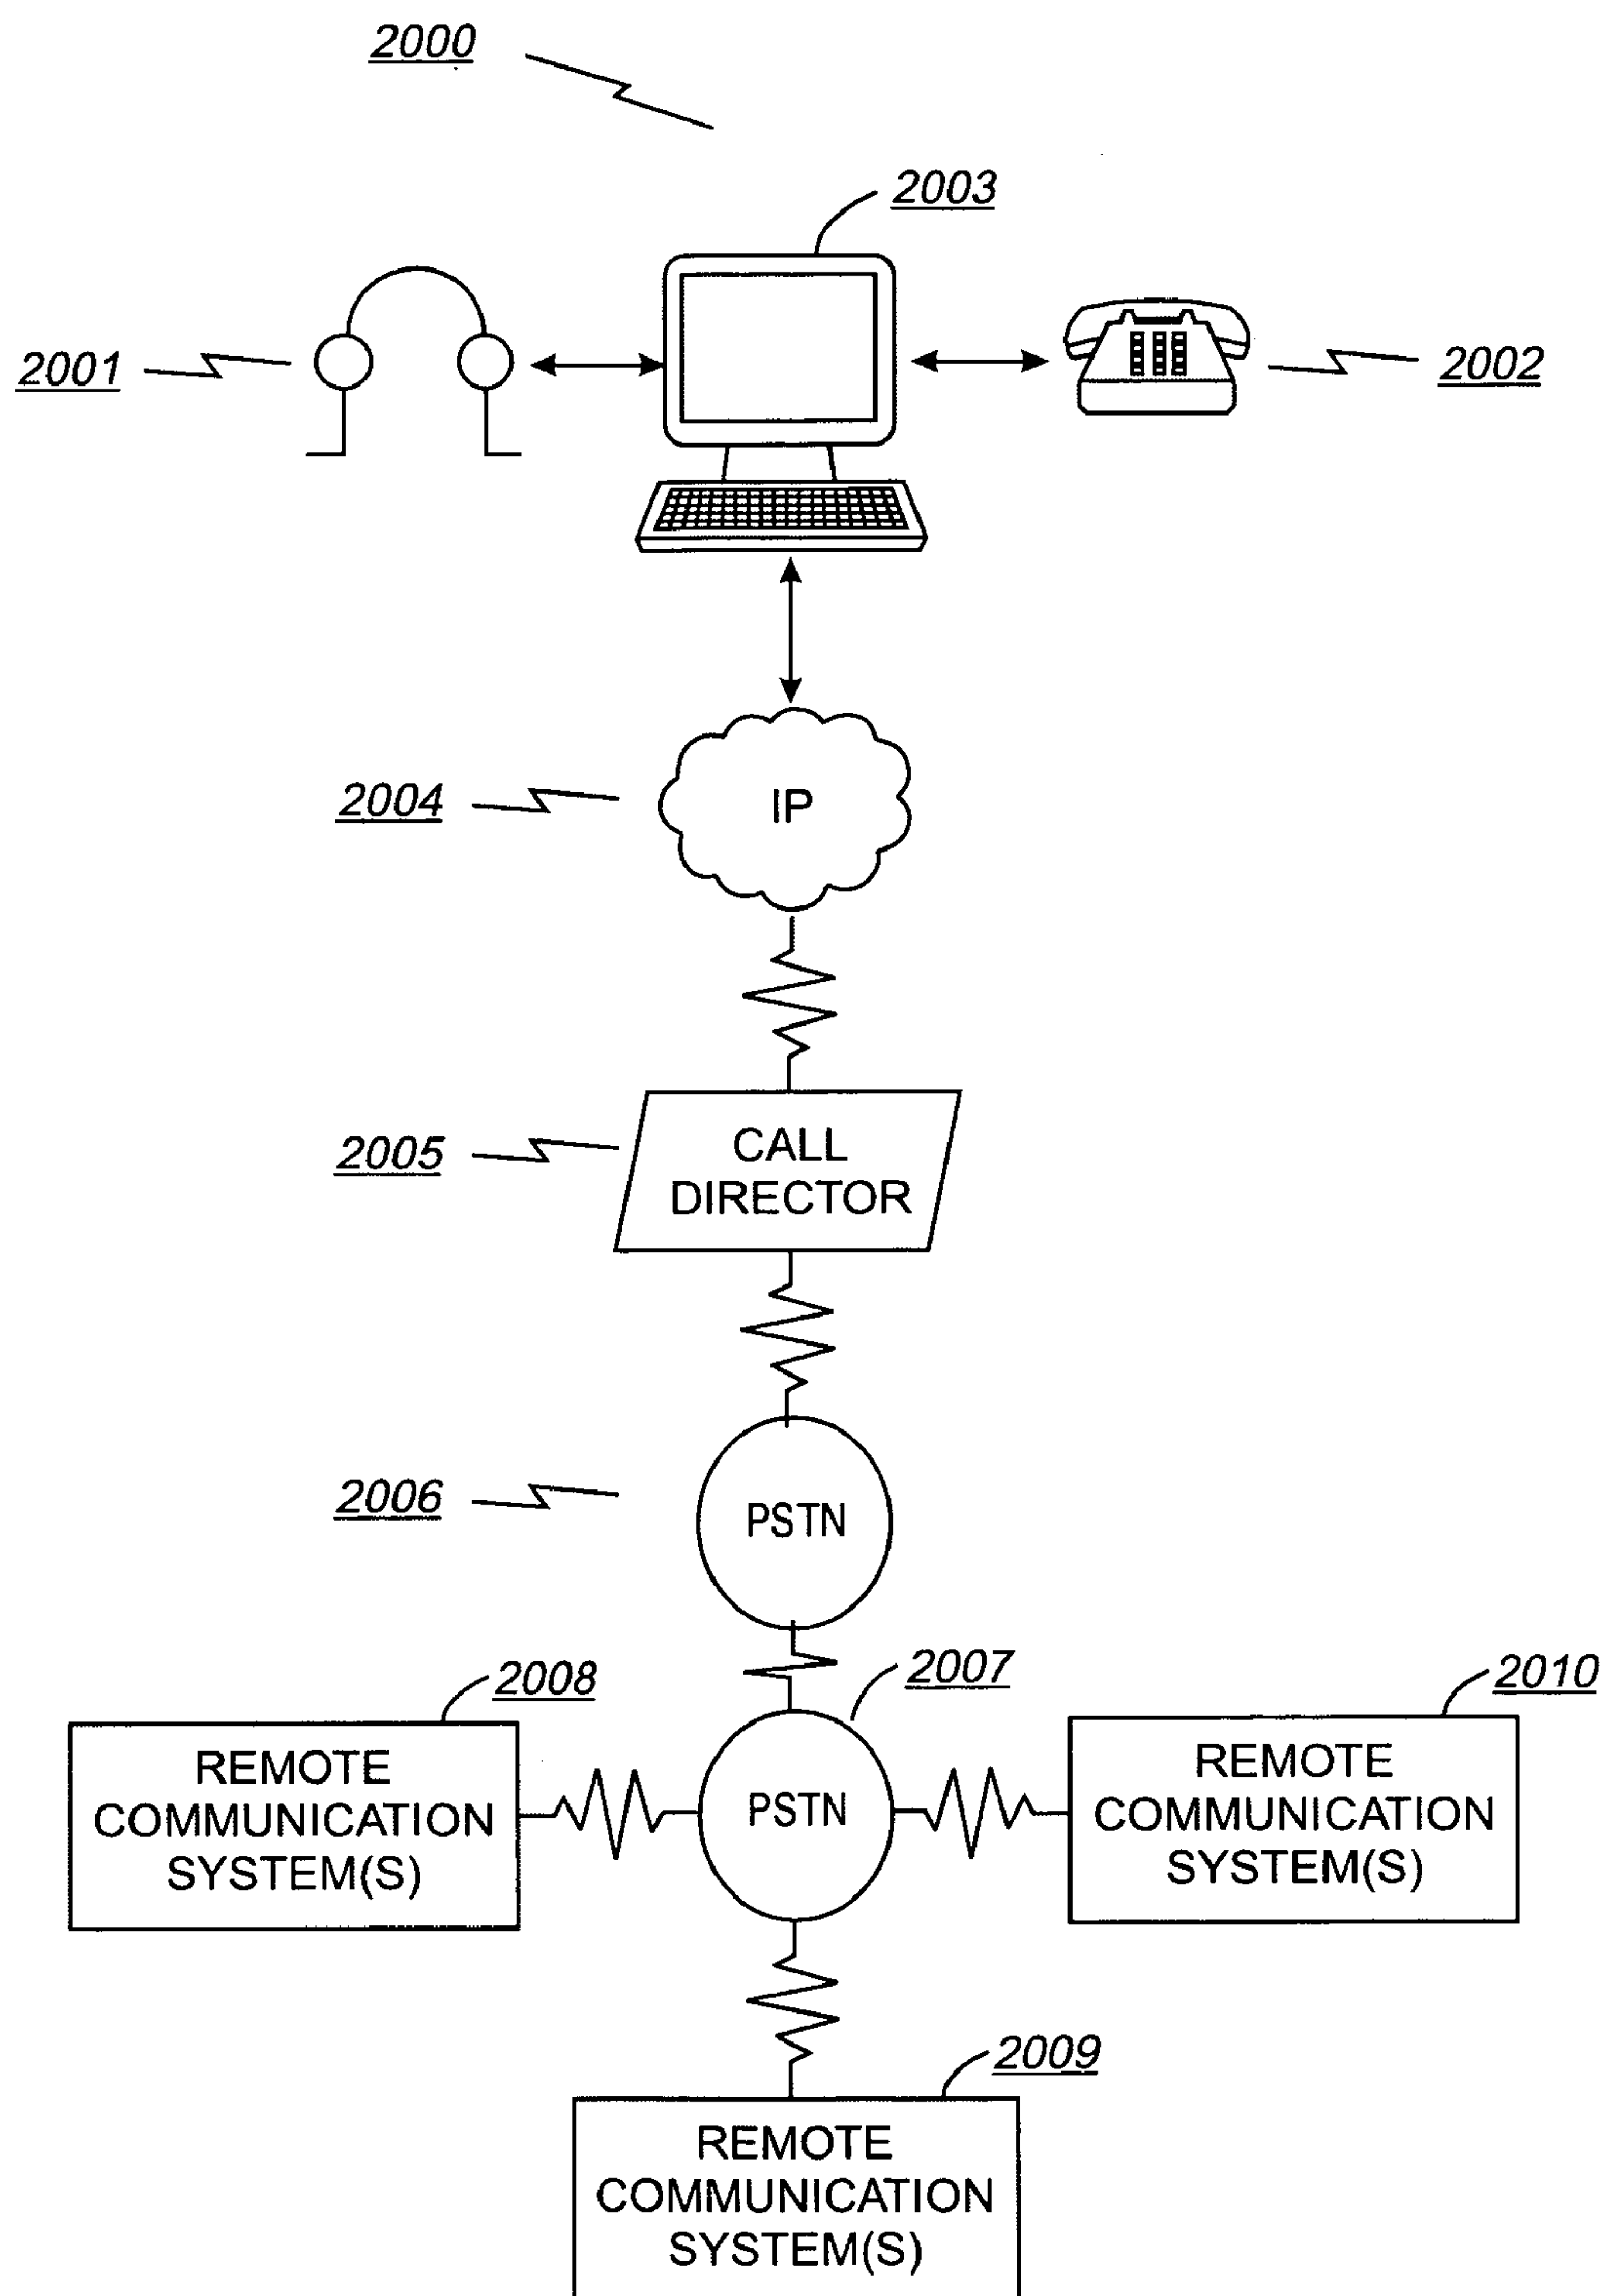 2000
2003
2001
2002
2004
IP
2005
CALL
DIRECTOR
2006
PSTN
2008
2007
2010
REMOTE
COMMUNICATION
SYSTEM(S)
PSTN
REMOTE
COMMUNICATION
SYSTEM(S)
2009
REMOTE
COMMUNICATION
SYSTEM(S)